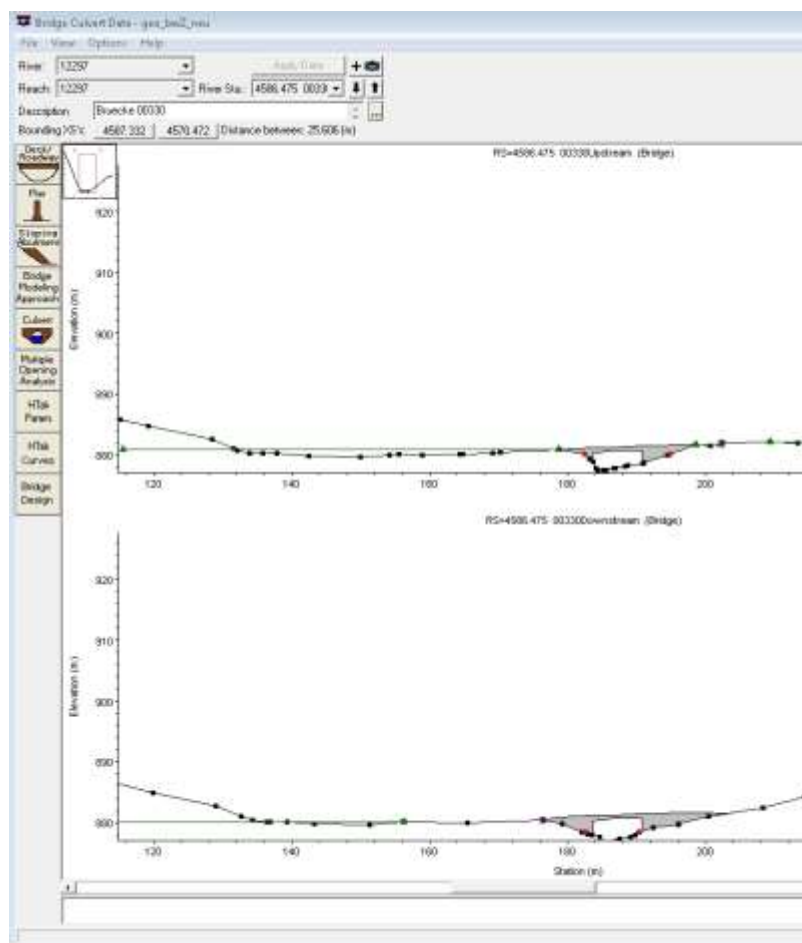 Bridge Culvert Data - geo_bwl2_neu
File View Options Help
River: 12297 Apply Data
Reach: 12297 River Sta.: 4586.475
Description Bruecke 00330
Bounding XS's: 4587.332 4570.472 Distance between: 25.606 (m)
Deck/
Roadway
Pier
Sloping
Abutment
Bridge
Modeling
Approach
Culvert
Multiple
Opening
Analysis
HTab
Param.
HTab
Curves
Bridge
Design
RS=4586.475 00330Upstream (Bridge)
Elevation (m)
920
910
900
890
880
120 140 160 180 200
RS=4586.475 00330Downstream (Bridge)
Elevation (m)
920
910
900
890
880
120 140 160 180 200
Station (m)